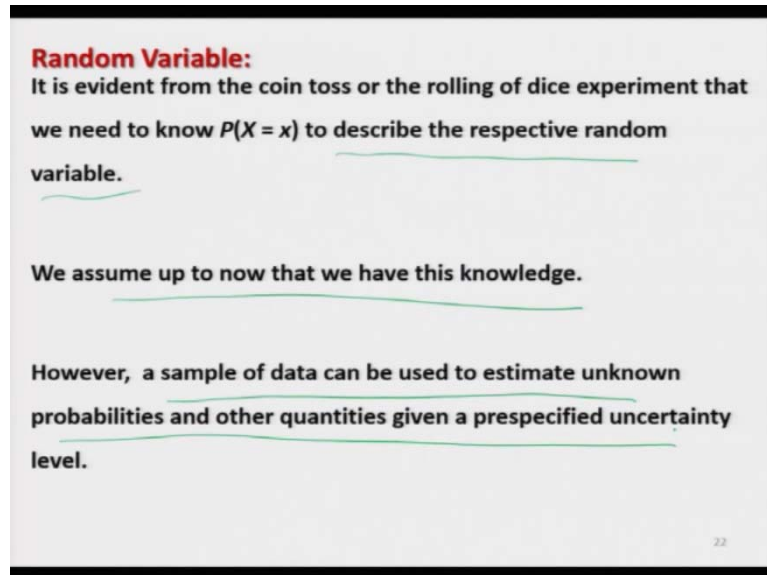 Random Variable:
It is evident from the coin toss or the rolling of dice experiment that
we need to know P(X = x) to describe the respective random
variable.
We assume up to now that we have this knowledge.
However, a sample of data can be used to estimate unknown
probabilities and other quantities given a prespecified uncertainty
level.
22